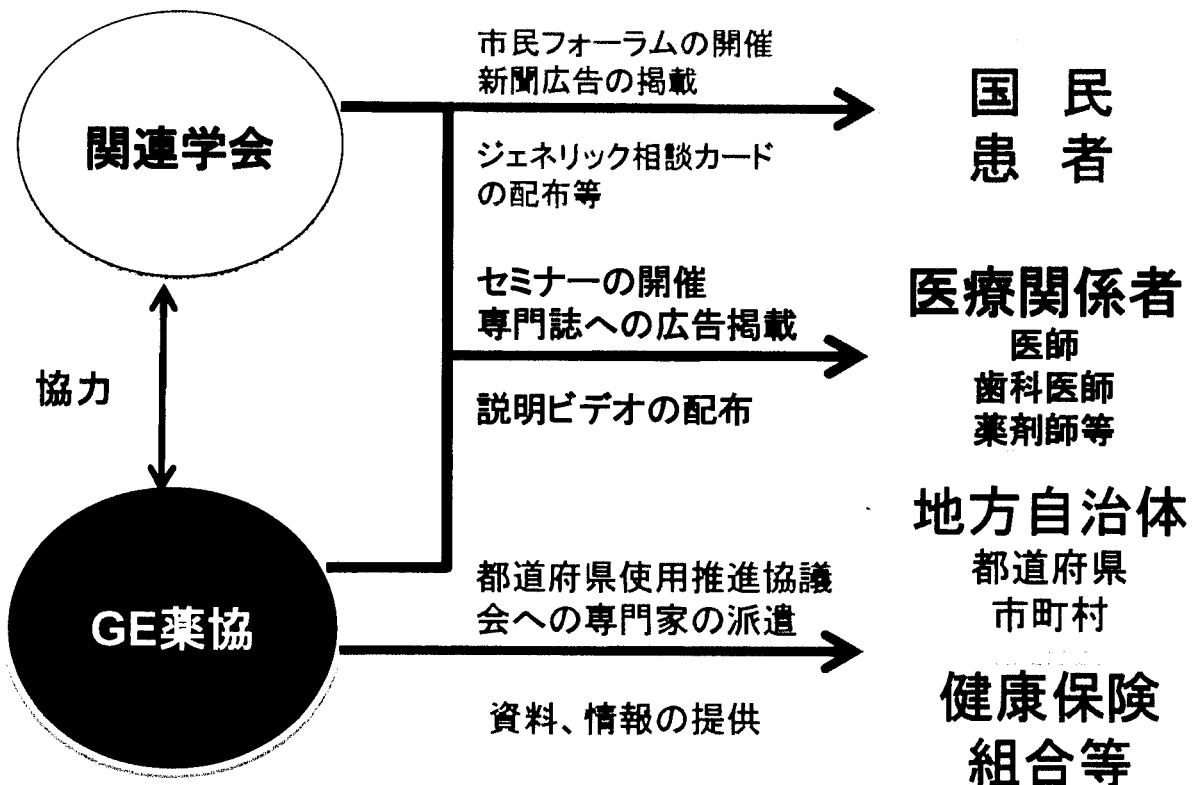 関連学会
協力
GE薬協
市民フォーラムの開催
新聞広告の掲載
ジェネリック相談カード
の配布等
国　民
患　者
セミナーの開催
専門誌への広告掲載
説明ビデオの配布
医療関係者
医師
歯科医師
薬剤師等
都道府県使用推進協議
会への専門家の派遣
資料、情報の提供
地方自治体
都道府県
市町村
健康保険
組合等